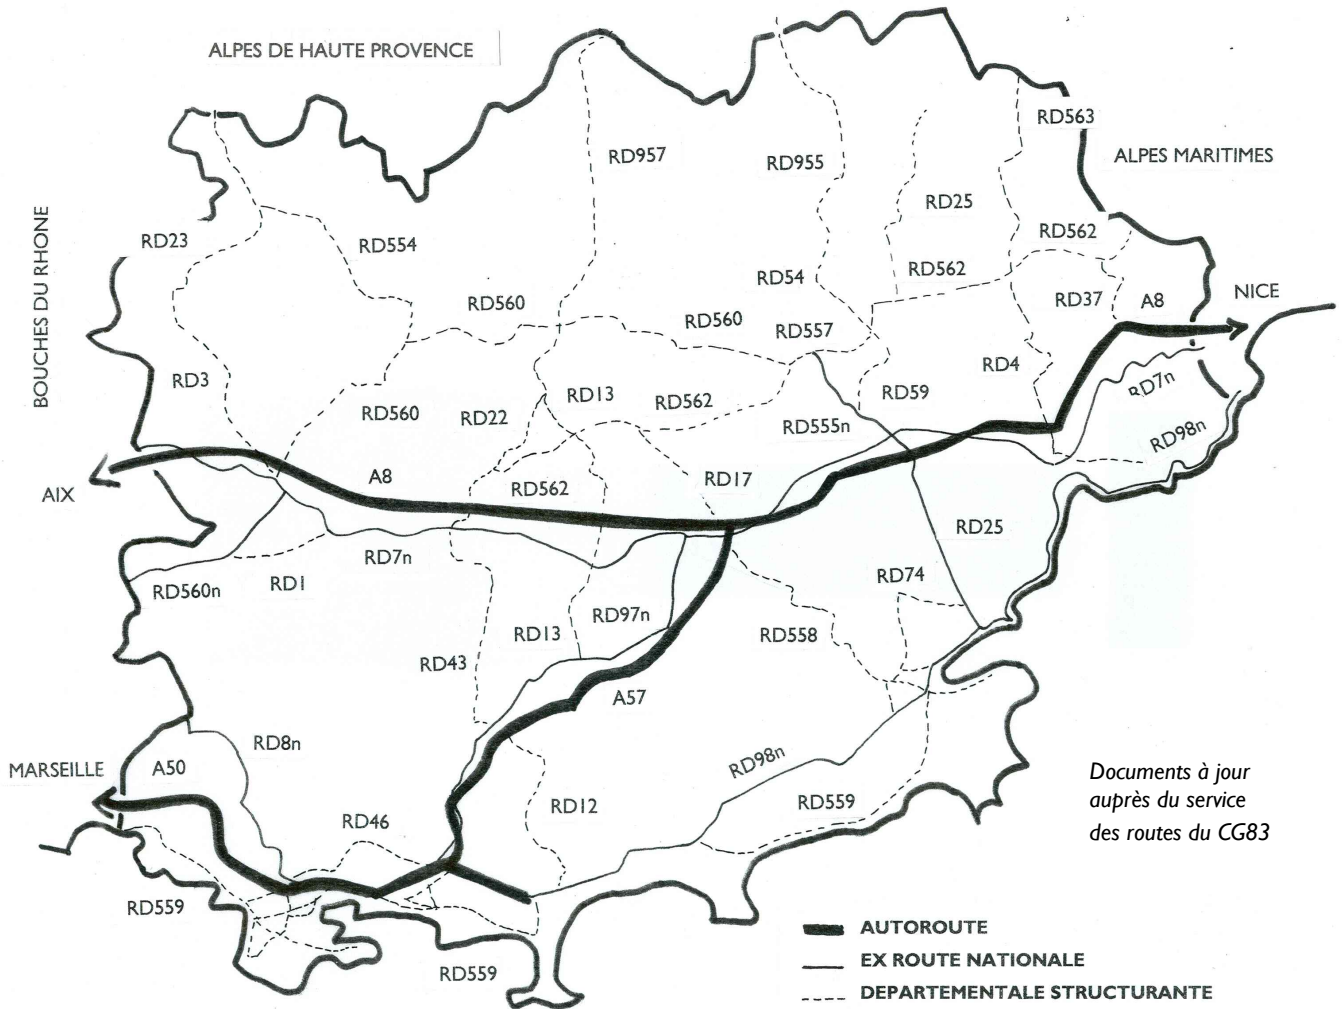 ALPES DE HAUTE PROVENCE
RD563
RD957
RD955
ALPES MARITIMES
RD25
BOUCHES DU RHONE
RD23
RD554
RD562
RD562
RD54
RD37
A8
NICE
RD560
RD560
RD557
RD3
RD4
RD7n
RD13
RD562
RD59
RD560
RD22
RD555n
RD98n
A8
RD562
RD17
AIX
RD25
RD7n
RD1
RD560n
RD74
RD97n
RD13
RD558
RD43
A57
RD8n
MARSEILLE
A50
RD98n
RD12
RD559
RD46
Documents à jour
auprès du service
des routes du CG83
RD559
RD559
AUTOROUTE
EX ROUTE NATIONALE
DEPARTEMENTALE STRUCTURANTE